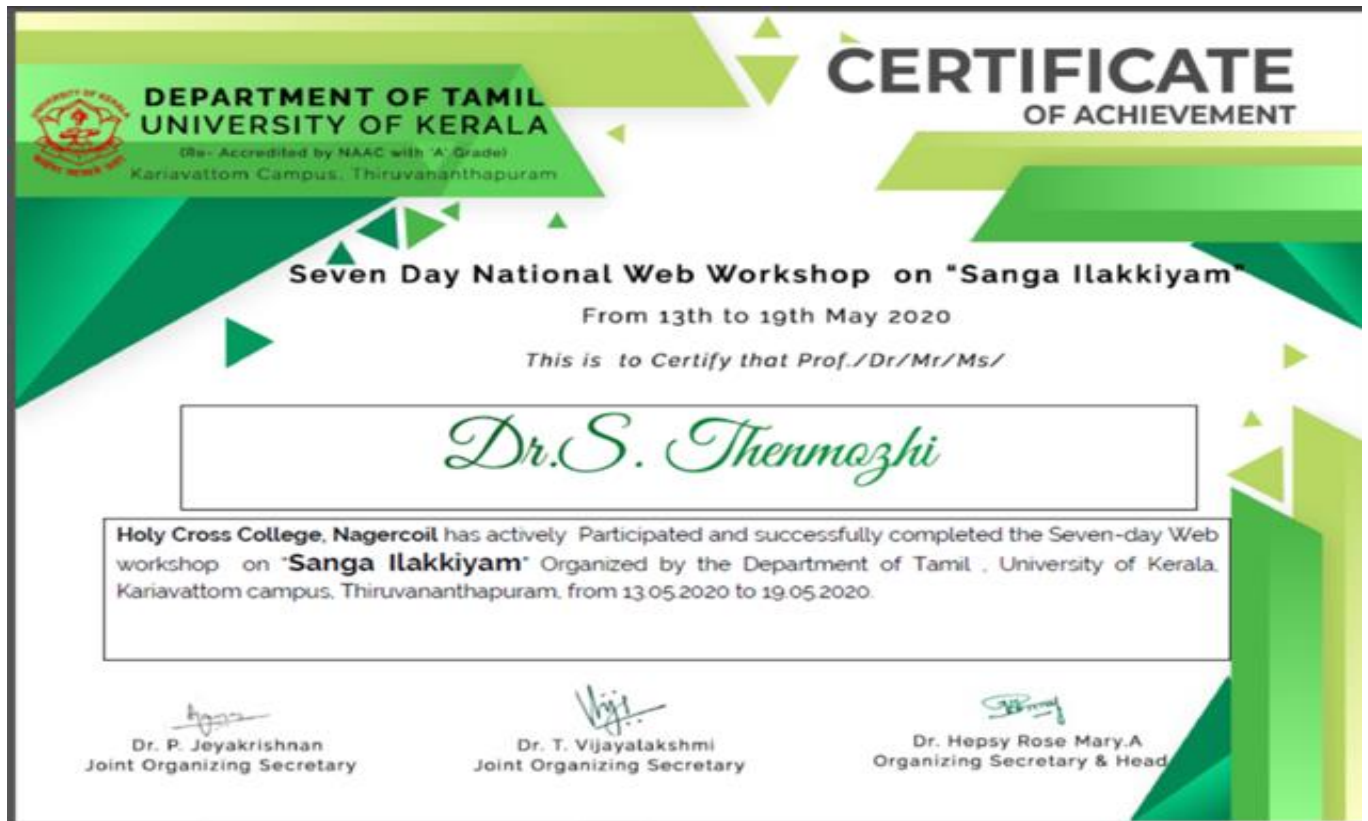 DEPARTMENT OF TAMIL
UNIVERSITY OF KERALA
(Re- Accredited by NAAC with 'A' Grade)
Kariavattom Campus, Thiruvananthapuram
CERTIFICATE
OF ACHIEVEMENT
Seven Day National Web Workshop on "Sanga Ilakkiyam"
From 13th to 19th May 2020
This is to Certify that Prof./Dr/Mr/Ms/
Dr.S. Thenmozhi
Holy Cross College, Nagercoil has actively Participated and successfully completed the Seven-day Web
workshop on "Sanga Ilakkiyam" Organized by the Department of Tamil , University of Kerala,
Kariavattom campus, Thiruvananthapuram, from 13.05.2020 to 19.05.2020.
Dr. P. Jeyakrishnan
Joint Organizing Secretary
Dr. T. Vijayalakshmi
Joint Organizing Secretary
Dr. Hepsy Rose Mary.A
Organizing Secretary & Head